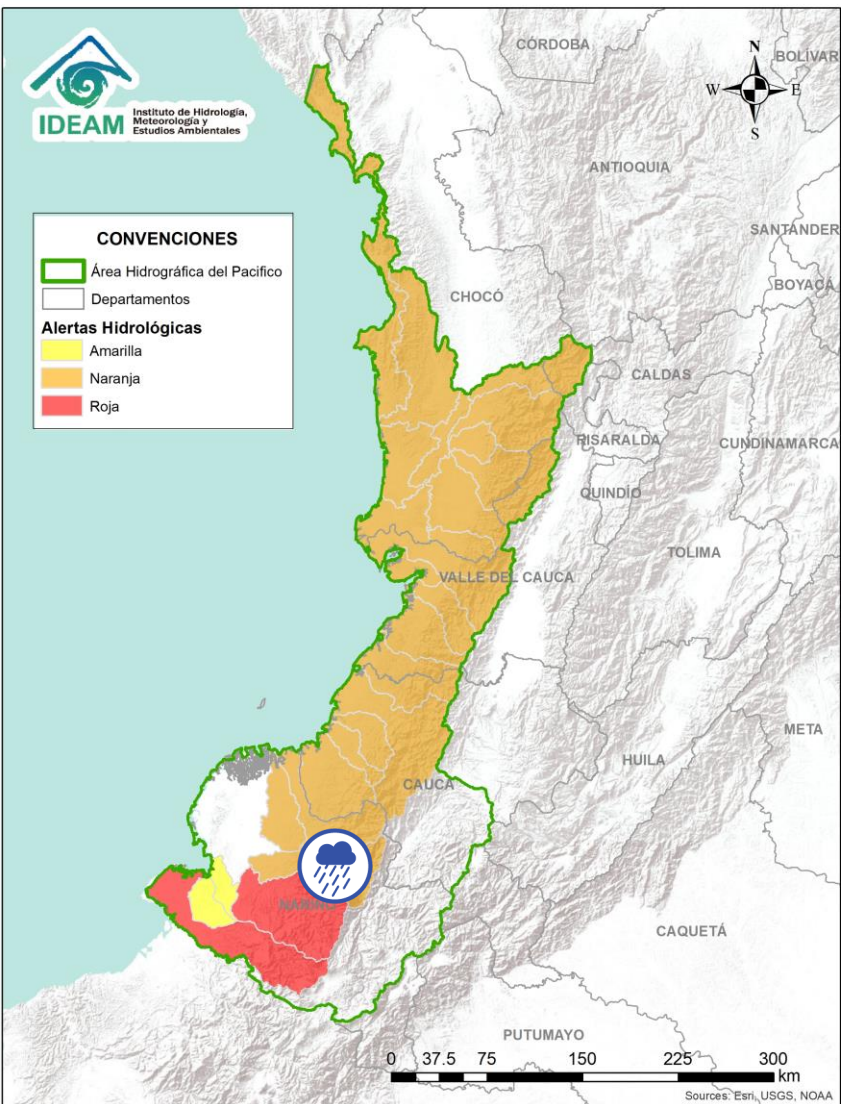 IDEAM
Instituto de Hidrología,
Meteorología y
Estudios Ambientales
CÓRDOBA
BOLÍVAR
N
W
E
S
ANTIOQUIA
SANTANDER
BOYACÁ
CONVENCIONES
Área Hidrográfica del Pacifico
Departamentos
Alertas Hidrológicas
Amarilla
Naranja
Roja
CHOCÓ
CALDAS
RISARALDA
CUNDINAMARCA
QUINDÍO
TOLIMA
VALLE DEL CAUCA
META
HUILA
CAUCA
NARIÑO
CAQUETÁ
PUTUMAYO
0 37.5 75 150 225 300
km
Sources: Esri, USGS, NOAA